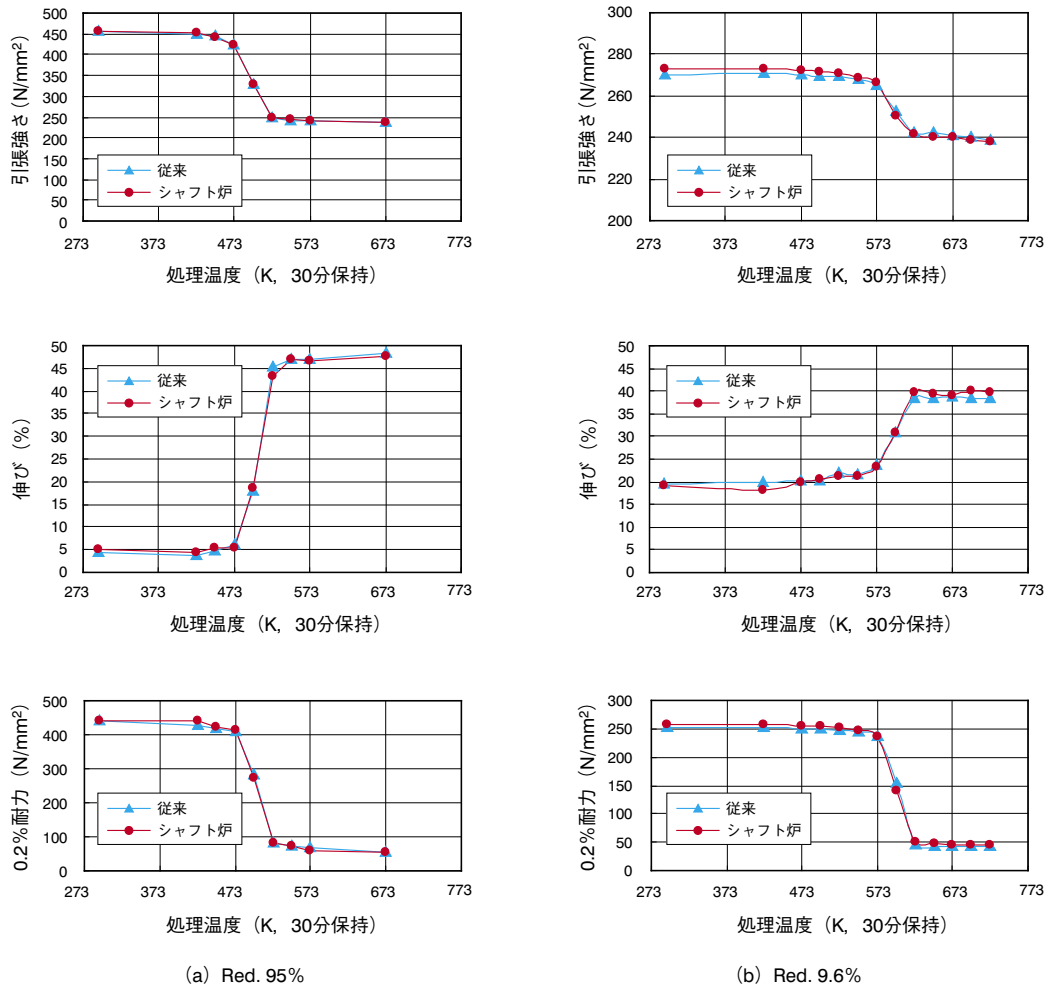 引張強さ(N/mm²)
500
450
400
350
300
250
200
150
100
50
0
従来
シャフト炉
273 373 473 573 673 773
処理温度(K, 30分保持)
引張強さ(N/mm²)
300
280
260
240
220
200
従来
シャフト炉
273 373 473 573 673 773
処理温度(K, 30分保持)
伸び(%)
50
45
40
35
30
25
20
15
10
5
0
従来
シャフト炉
273 373 473 573 673 773
処理温度(K, 30分保持)
伸び(%)
50
45
40
35
30
25
20
15
10
5
0
従来
シャフト炉
273 373 473 573 673 773
処理温度(K, 30分保持)
0.2%耐力(N/mm²)
500
400
300
200
100
0
従来
シャフト炉
273 373 473 573 673 773
処理温度(K, 30分保持)
0.2%耐力(N/mm²)
300
250
200
150
100
50
0
従来
シャフト炉
273 373 473 573 673 773
処理温度(K, 30分保持)
(a) Red. 95%
(b) Red. 9.6%